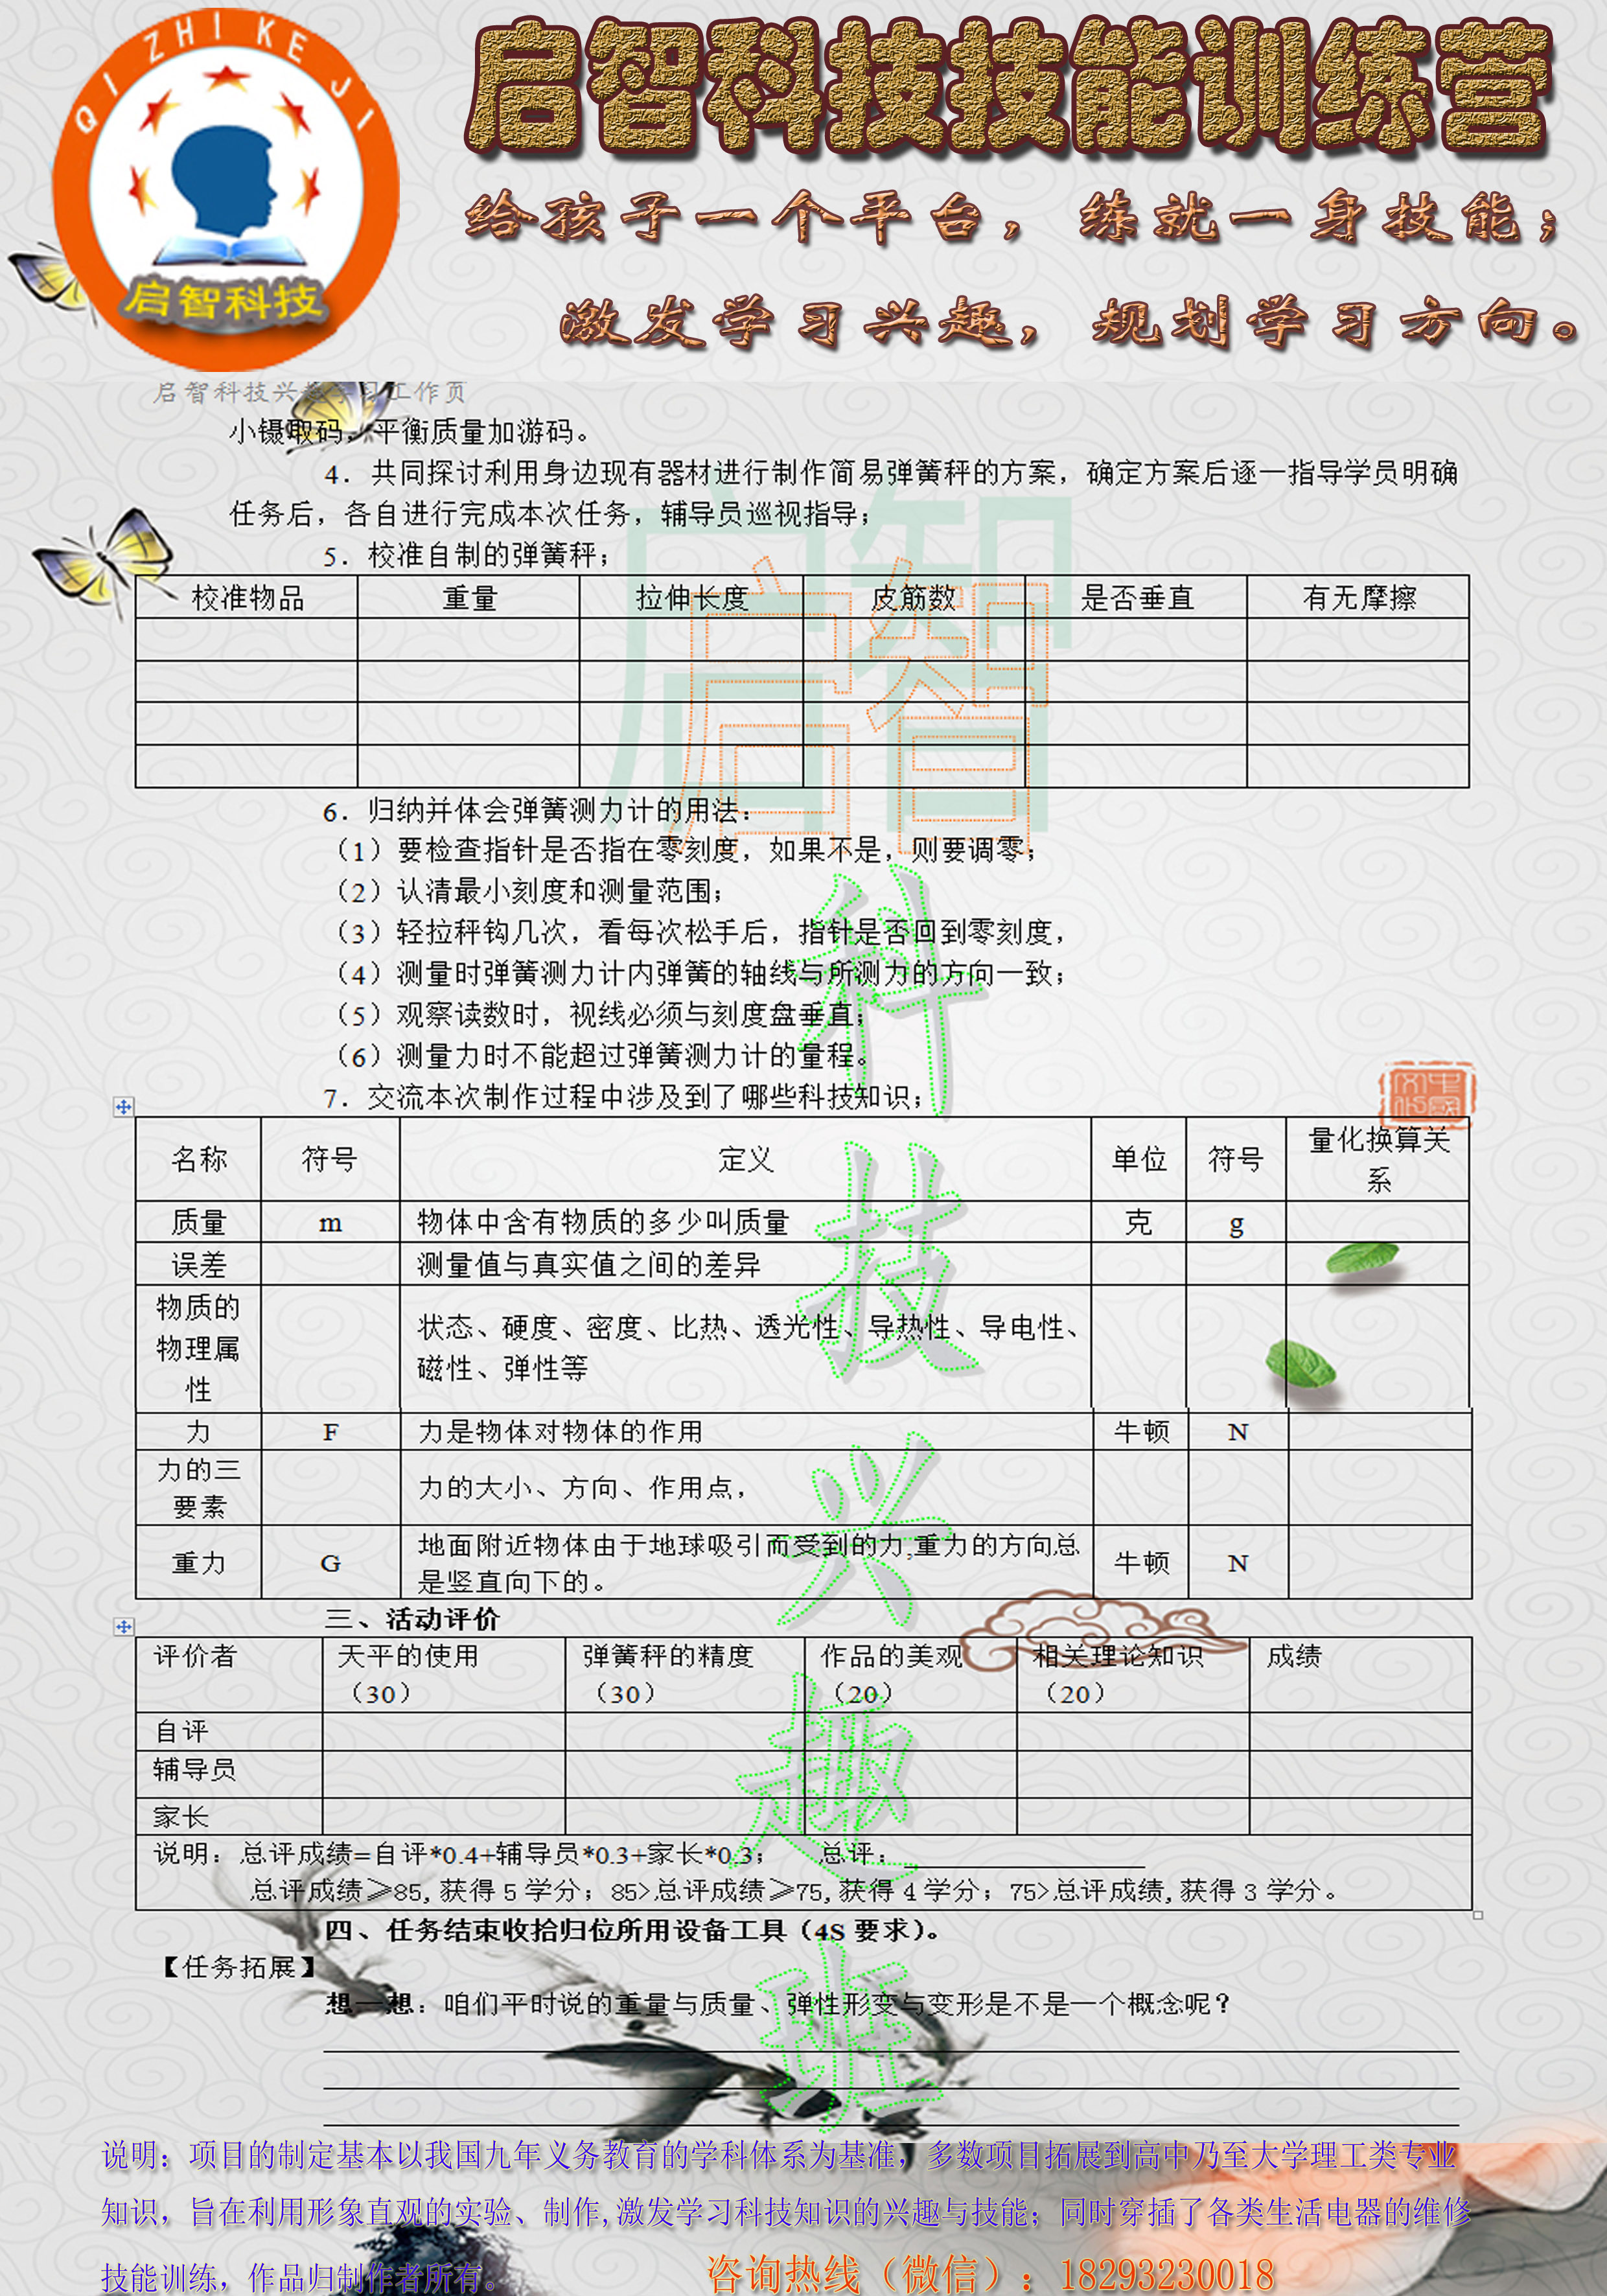 QI ZHI KE JI
启智科技
启智科技技能训练营
给孩子一个平台，练就一身技能；
激发学习兴趣，规划学习方向。
启智科技兴趣学习工作页
小镊取码，平衡质量加游码。
4．共同探讨利用身边现有器材进行制作简易弹簧秤的方案，确定方案后逐一指导学员明确
任务后，各自进行完成本次任务，辅导员巡视指导；
5．校准自制的弹簧秤；
校准物品 重量 拉伸长度 皮筋数 是否垂直 有无摩擦
6．归纳并体会弹簧测力计的用法：
（1）要检查指针是否指在零刻度，如果不是，则要调零；
（2）认清最小刻度和测量范围；
（3）轻拉秤钩几次，看每次松手后，指针是否回到零刻度，
（4）测量时弹簧测力计内弹簧的轴线与所测力的方向一致；
（5）观察读数时，视线必须与刻度盘垂直；
（6）测量力时不能超过弹簧测力计的量程。
7．交流本次制作过程中涉及到了哪些科技知识；
名称 符号 定义 单位 符号 量化换算关
系
质量 m 物体中含有物质的多少叫质量 克 g
误差 测量值与真实值之间的差异
物质的
物理属
性
状态、硬度、密度、比热、透光性、导热性、导电性、
磁性、弹性等
力 F 力是物体对物体的作用 牛顿 N
力的三
要素
力的大小、方向、作用点，
重力 G 地面附近物体由于地球吸引而受到的力,重力的方向总
是竖直向下的。 牛顿 N
三、活动评价
评价者 天平的使用 弹簧秤的精度 作品的美观 相关理论知识 成绩
（30） （30） （20） （20）
自评
辅导员
家长
说明：总评成绩=自评*0.4+辅导员*0.3+家长*0.3； 总评：
总评成绩≥85,获得5学分；85>总评成绩≥75,获得4学分；75>总评成绩,获得3学分。
四、任务结束收拾归位所用设备工具（4S要求）。
【任务拓展】
想一想：咱们平时说的重量与质量、弹性形变与变形是不是一个概念呢？
说明：项目的制定基本以我国九年义务教育的学科体系为基准，多数项目拓展到高中乃至大学理工类专业
知识，旨在利用形象直观的实验、制作,激发学习科技知识的兴趣与技能；同时穿插了各类生活电器的维修
技能训练，作品归制作者所有。
咨询热线（微信）：18293230018
启智
启智
科技兴趣班